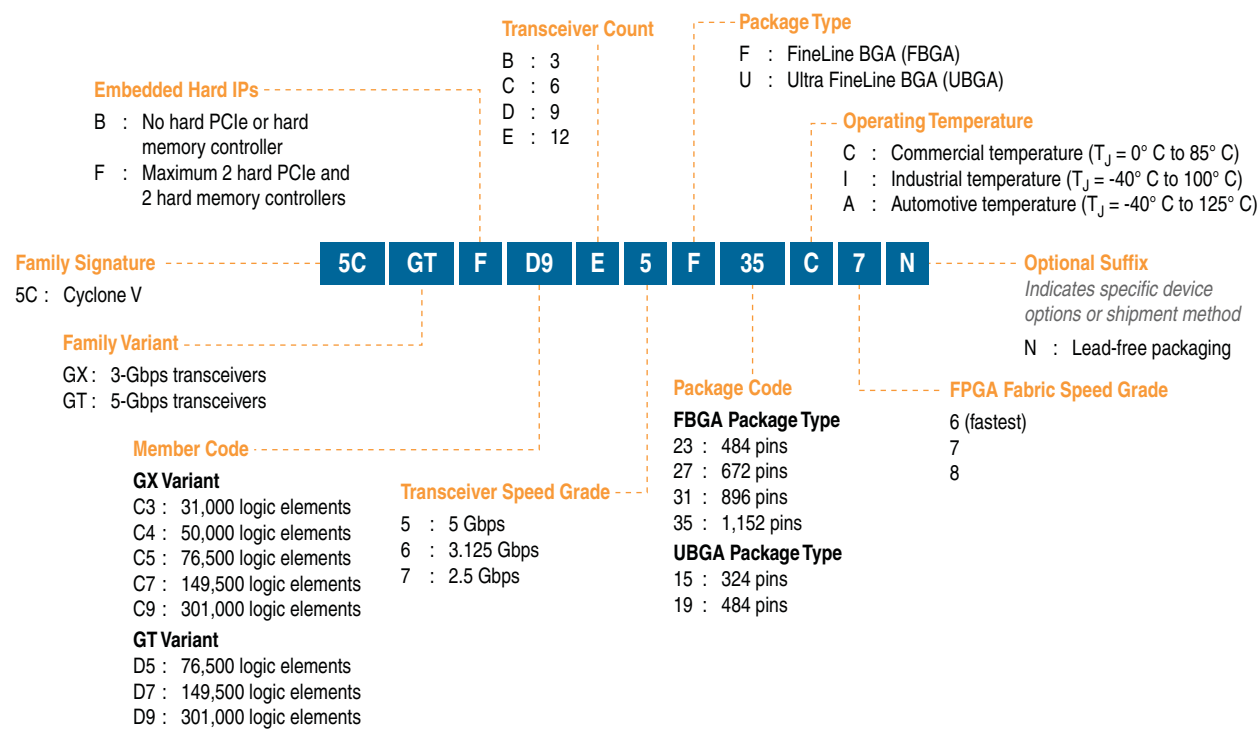 Transceiver Count
B : 3
C : 6
D : 9
E : 12
Package Type
F : FineLine BGA (FBGA)
U : Ultra FineLine BGA (UBGA)
Embedded Hard IPs
B : No hard PCIe or hard
memory controller
F : Maximum 2 hard PCIe and
2 hard memory controllers
Operating Temperature
C : Commercial temperature (TJ = 0° C to 85° C)
I : Industrial temperature (TJ = -40° C to 100° C)
A : Automotive temperature (TJ = -40° C to 125° C)
5C GT F D9 E 5 F 35 C 7 N
Family Signature
5C : Cyclone V
Optional Suffix
Indicates specific device
options or shipment method
N : Lead-free packaging
Family Variant
GX : 3-Gbps transceivers
GT : 5-Gbps transceivers
Member Code
GX Variant
C3 : 31,000 logic elements
C4 : 50,000 logic elements
C5 : 76,500 logic elements
C7 : 149,500 logic elements
C9 : 301,000 logic elements
GT Variant
D5 : 76,500 logic elements
D7 : 149,500 logic elements
D9 : 301,000 logic elements
Transceiver Speed Grade
5 : 5 Gbps
6 : 3.125 Gbps
7 : 2.5 Gbps
Package Code
FBGA Package Type
23 : 484 pins
27 : 672 pins
31 : 896 pins
35 : 1,152 pins
UBGA Package Type
15 : 324 pins
19 : 484 pins
FPGA Fabric Speed Grade
6 (fastest)
7
8